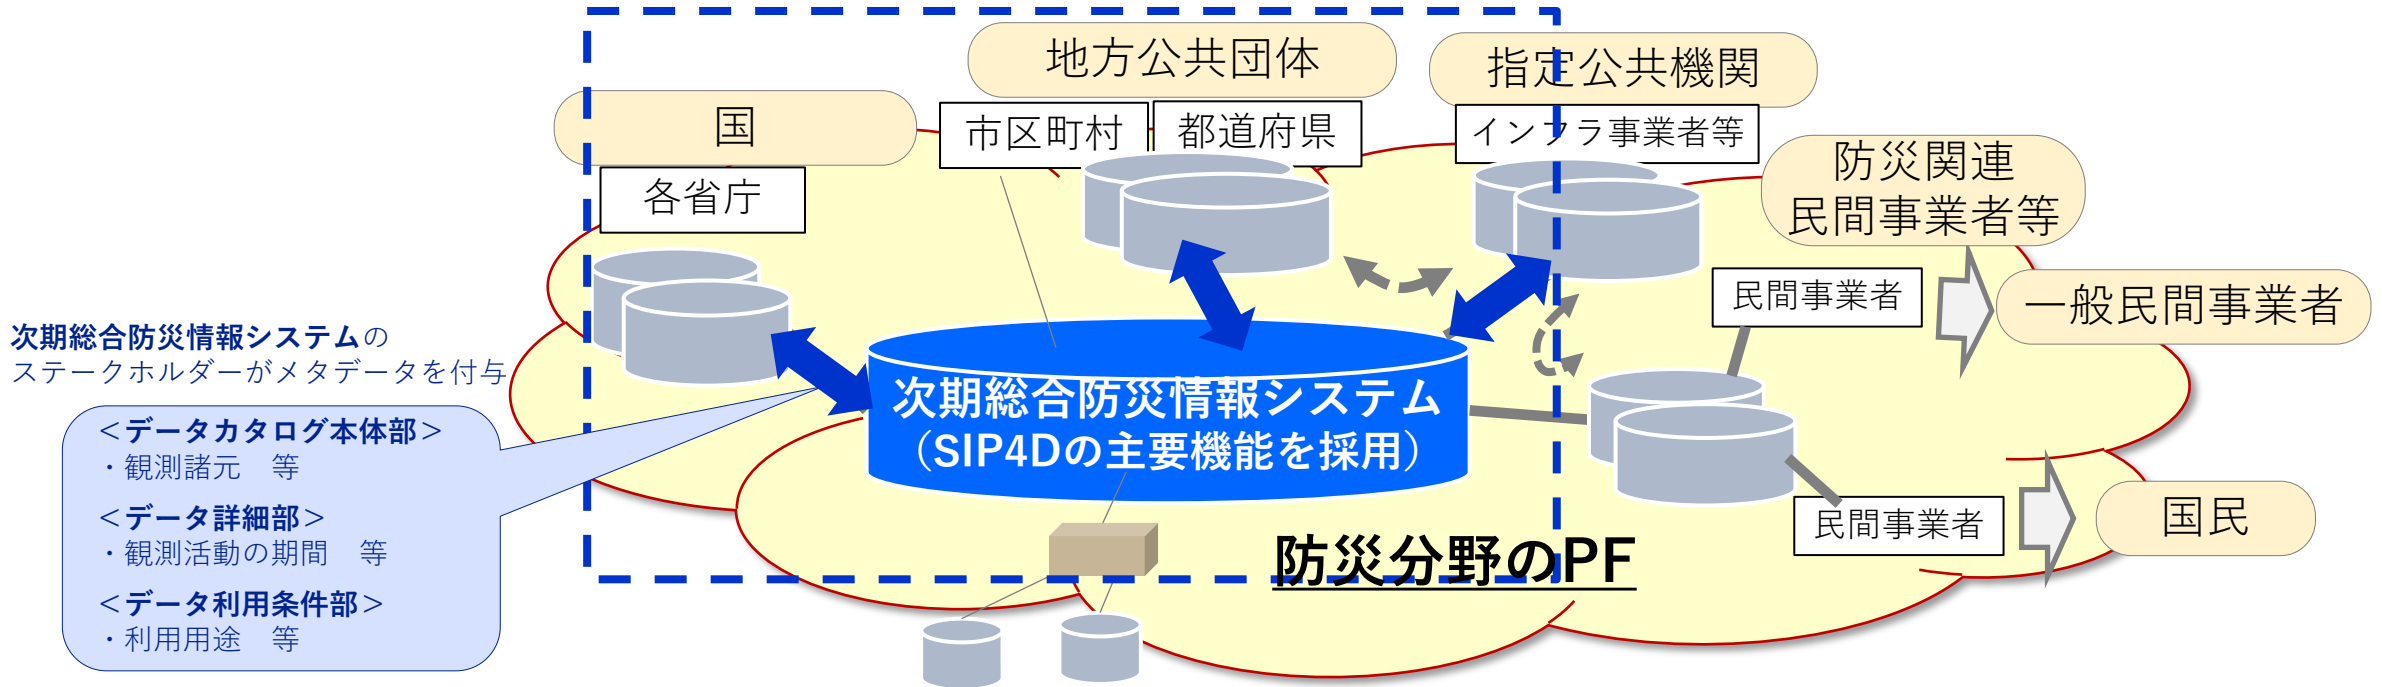 地方公共団体
指定公共機関
国
市区町村
都道府県
インフラ事業者等
防災関連
民間事業者等
各省庁
民間事業者
一般民間事業者
次期総合防災情報システムの
ステークホルダーがメタデータを付与
次期総合防災情報システム
（SIP4Dの主要機能を採用）
＜データカタログ本体部＞
・観測諸元　等
＜データ詳細部＞
・観測活動の期間　等
＜データ利用条件部＞
・利用用途　等
民間事業者
国民
防災分野のPF